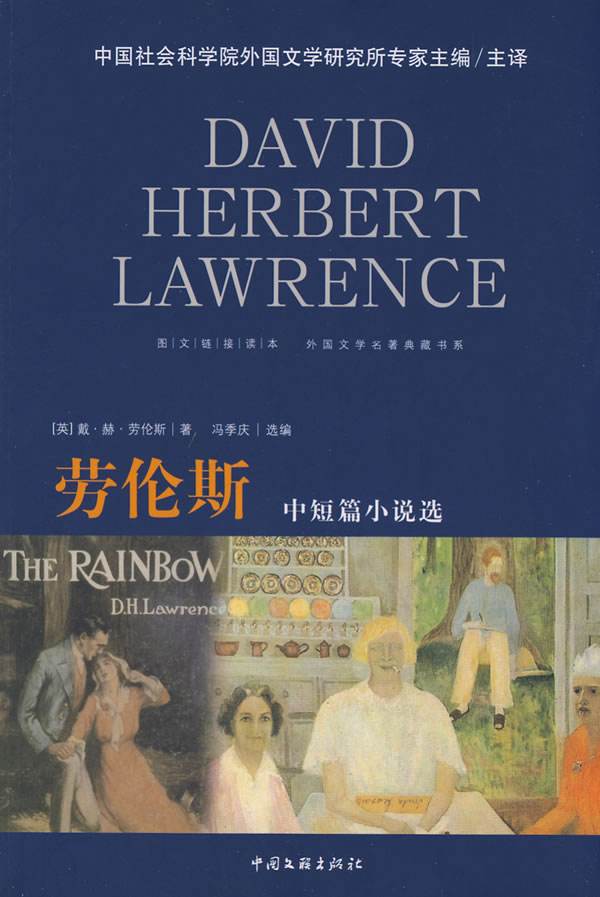 中国社会科学院外国文学研究所专家主编/主译
DAVID
HERBERT
LAWRENCE
图|文|链|接|读|本 外国文学名著典藏书系
[英]戴·赫·劳伦斯|著 冯季庆|选编
劳伦斯 中短篇小说选
THE RAINBOW
D.H.Lawrence
中国文联出版社